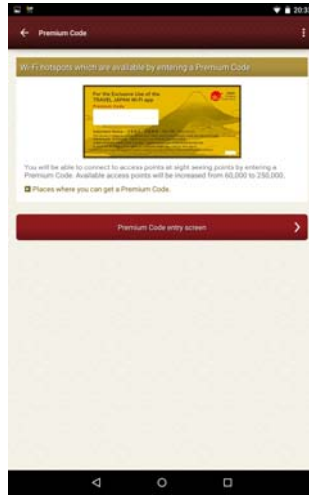 20:3
Premium Code
Wi-Fi hotspots which are available by entering a Premium Code
For the Exclusive Use of the
TRAVEL JAPAN Wi-Fi app
Premium Code
You will be able to connect to access points at sight seeing points by entering a
Premium Code. Available access points will be increased from 60,000 to 250,000.
Places where you can get a Premium Code.
Premium Code entry screen